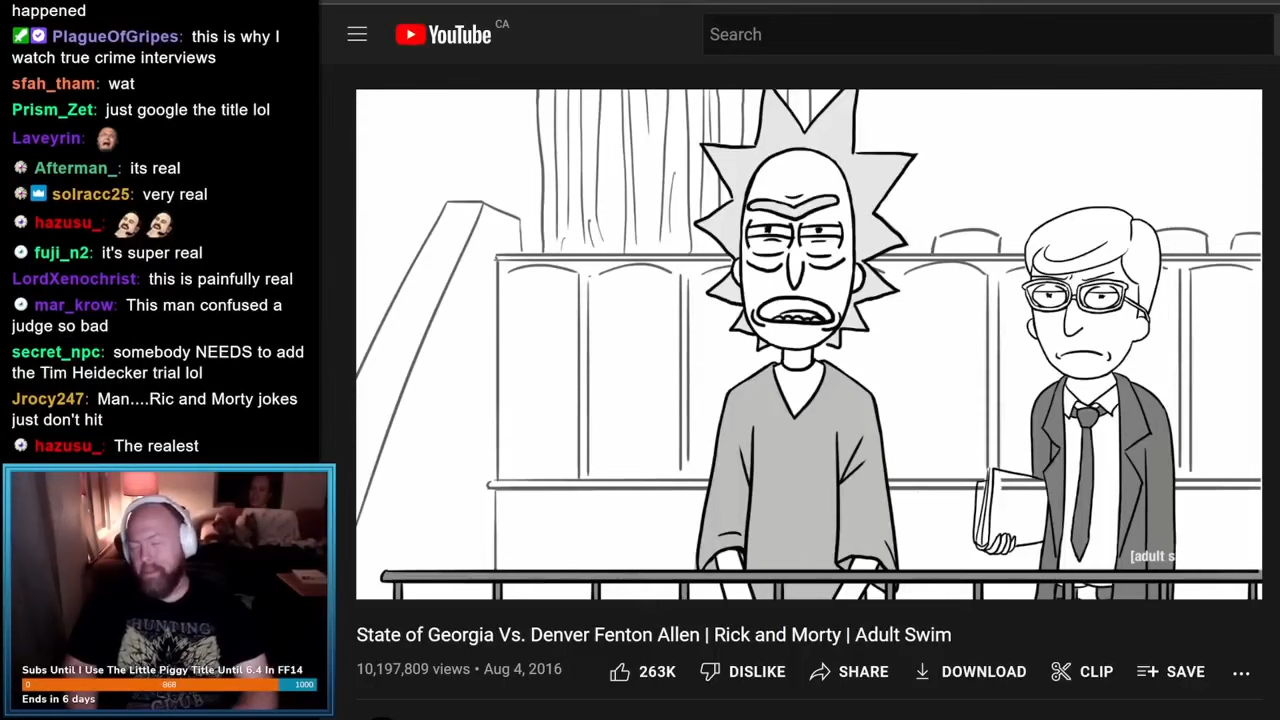 happened
PlagueOfGripes: this is why I
watch true crime interviews
sfah_tham: wat
Prism_Zet: just google the title lol
Laveyrin:
Afterman_: its real
solracc25: very real
hazusu_:
fuji_n2: it's super real
LordXenochrist: this is painfully real
mar_krow: This man confused a
judge so bad
secret_npc: somebody NEEDS to add
the Tim Heidecker trial lol
Jrocy247: Man....Ric and Morty jokes
just don't hit
hazusu_: The realest
HUNTING
CLUB
Subs Until I Use The Little Piggy Title Until 6.4 In FF14
0 868 1000
Ends in 6 days
YouTube CA
Search
[adult s
State of Georgia Vs. Denver Fenton Allen | Rick and Morty | Adult Swim
10,197,809 views • Aug 4, 2016
263K DISLIKE SHARE DOWNLOAD CLIP SAVE ...